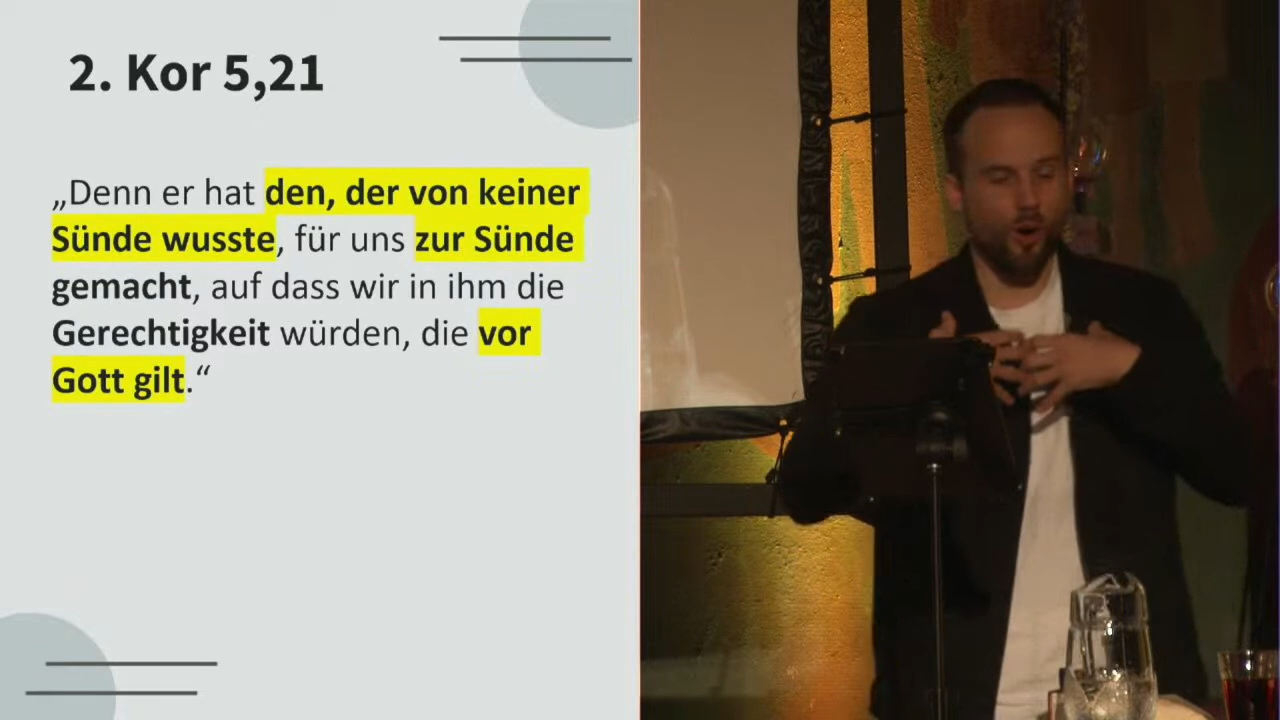 2. Kor 5,21
„Denn er hat den, der von keiner
Sünde wusste, für uns zur Sünde
gemacht, auf dass wir in ihm die
Gerechtigkeit würden, die vor
Gott gilt.“